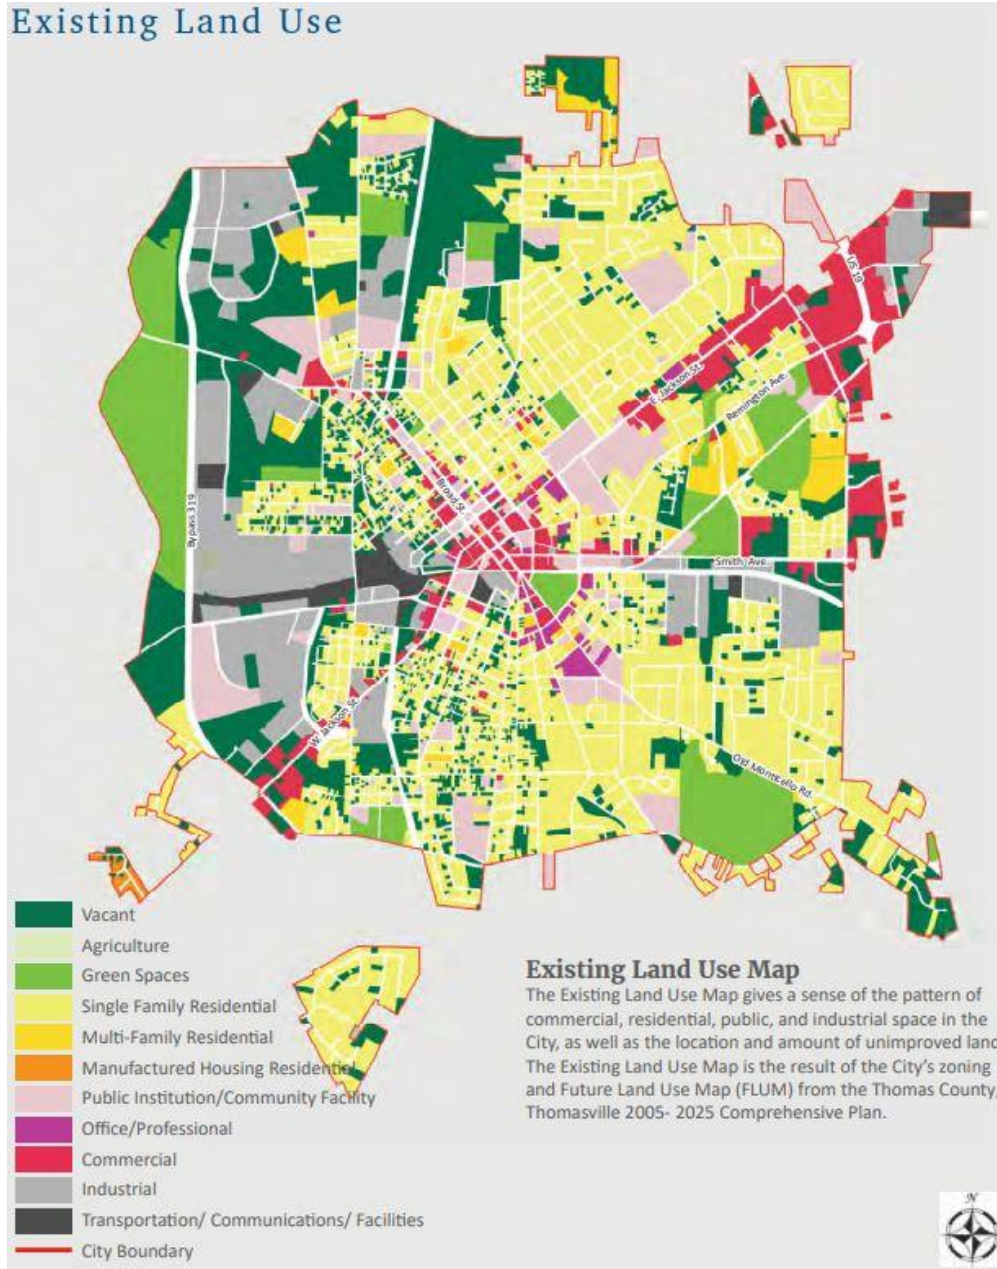 Existing Land Use
US 19
E. Jackson St.
Remington Ave.
Broad St.
Bypass 319
Smith Ave.
W. Jackson St.
Old Monticello Rd.
Vacant
Agriculture
Green Spaces
Single Family Residential
Multi-Family Residential
Manufactured Housing Residential
Public Institution/Community Facility
Office/Professional
Commercial
Industrial
Transportation/ Communications/ Facilities
City Boundary
Existing Land Use Map
The Existing Land Use Map gives a sense of the pattern of
commercial, residential, public, and industrial space in the
City, as well as the location and amount of unimproved land
The Existing Land Use Map is the result of the City's zoning
and Future Land Use Map (FLUM) from the Thomas County,
Thomasville 2005- 2025 Comprehensive Plan.
N